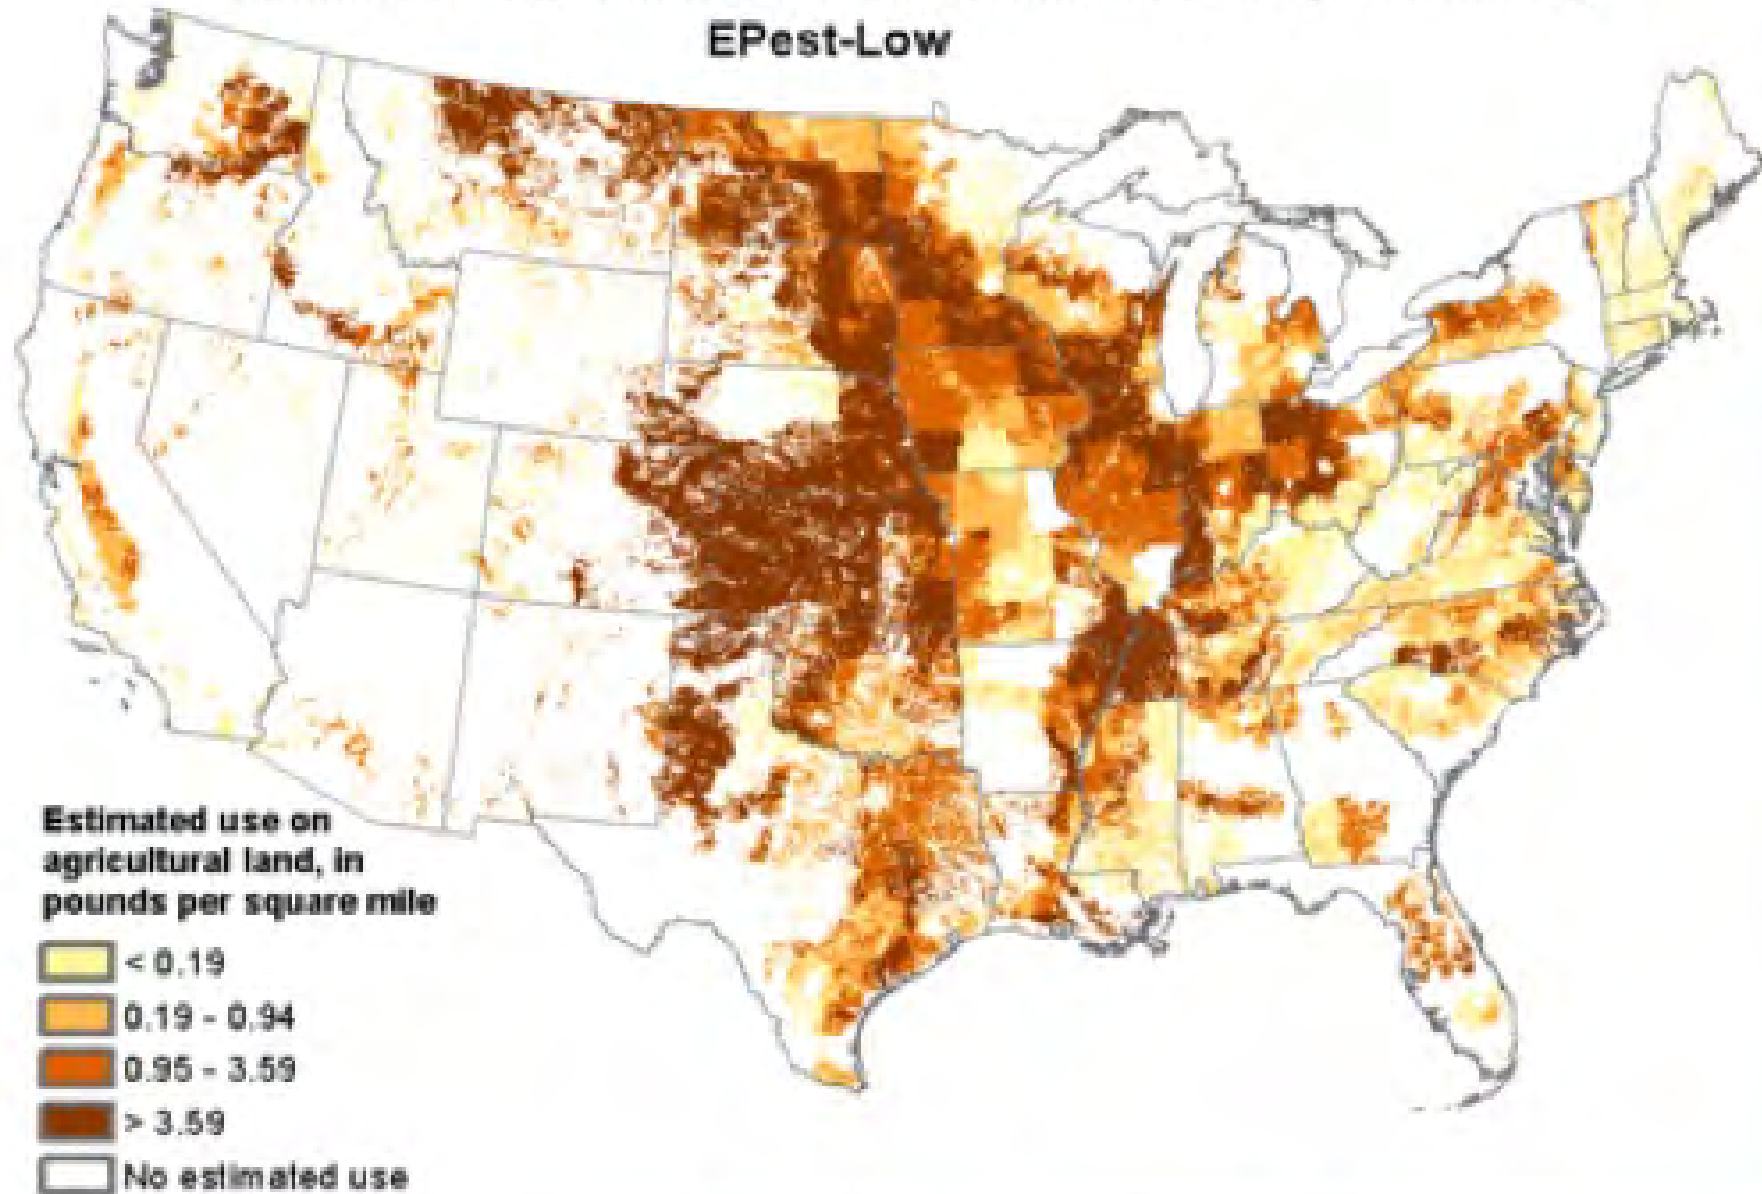 EPest-Low
Estimated use on
agricultural land, in
pounds per square mile
< 0.19
0.19 - 0.94
0.95 - 3.59
> 3.59
No estimated use